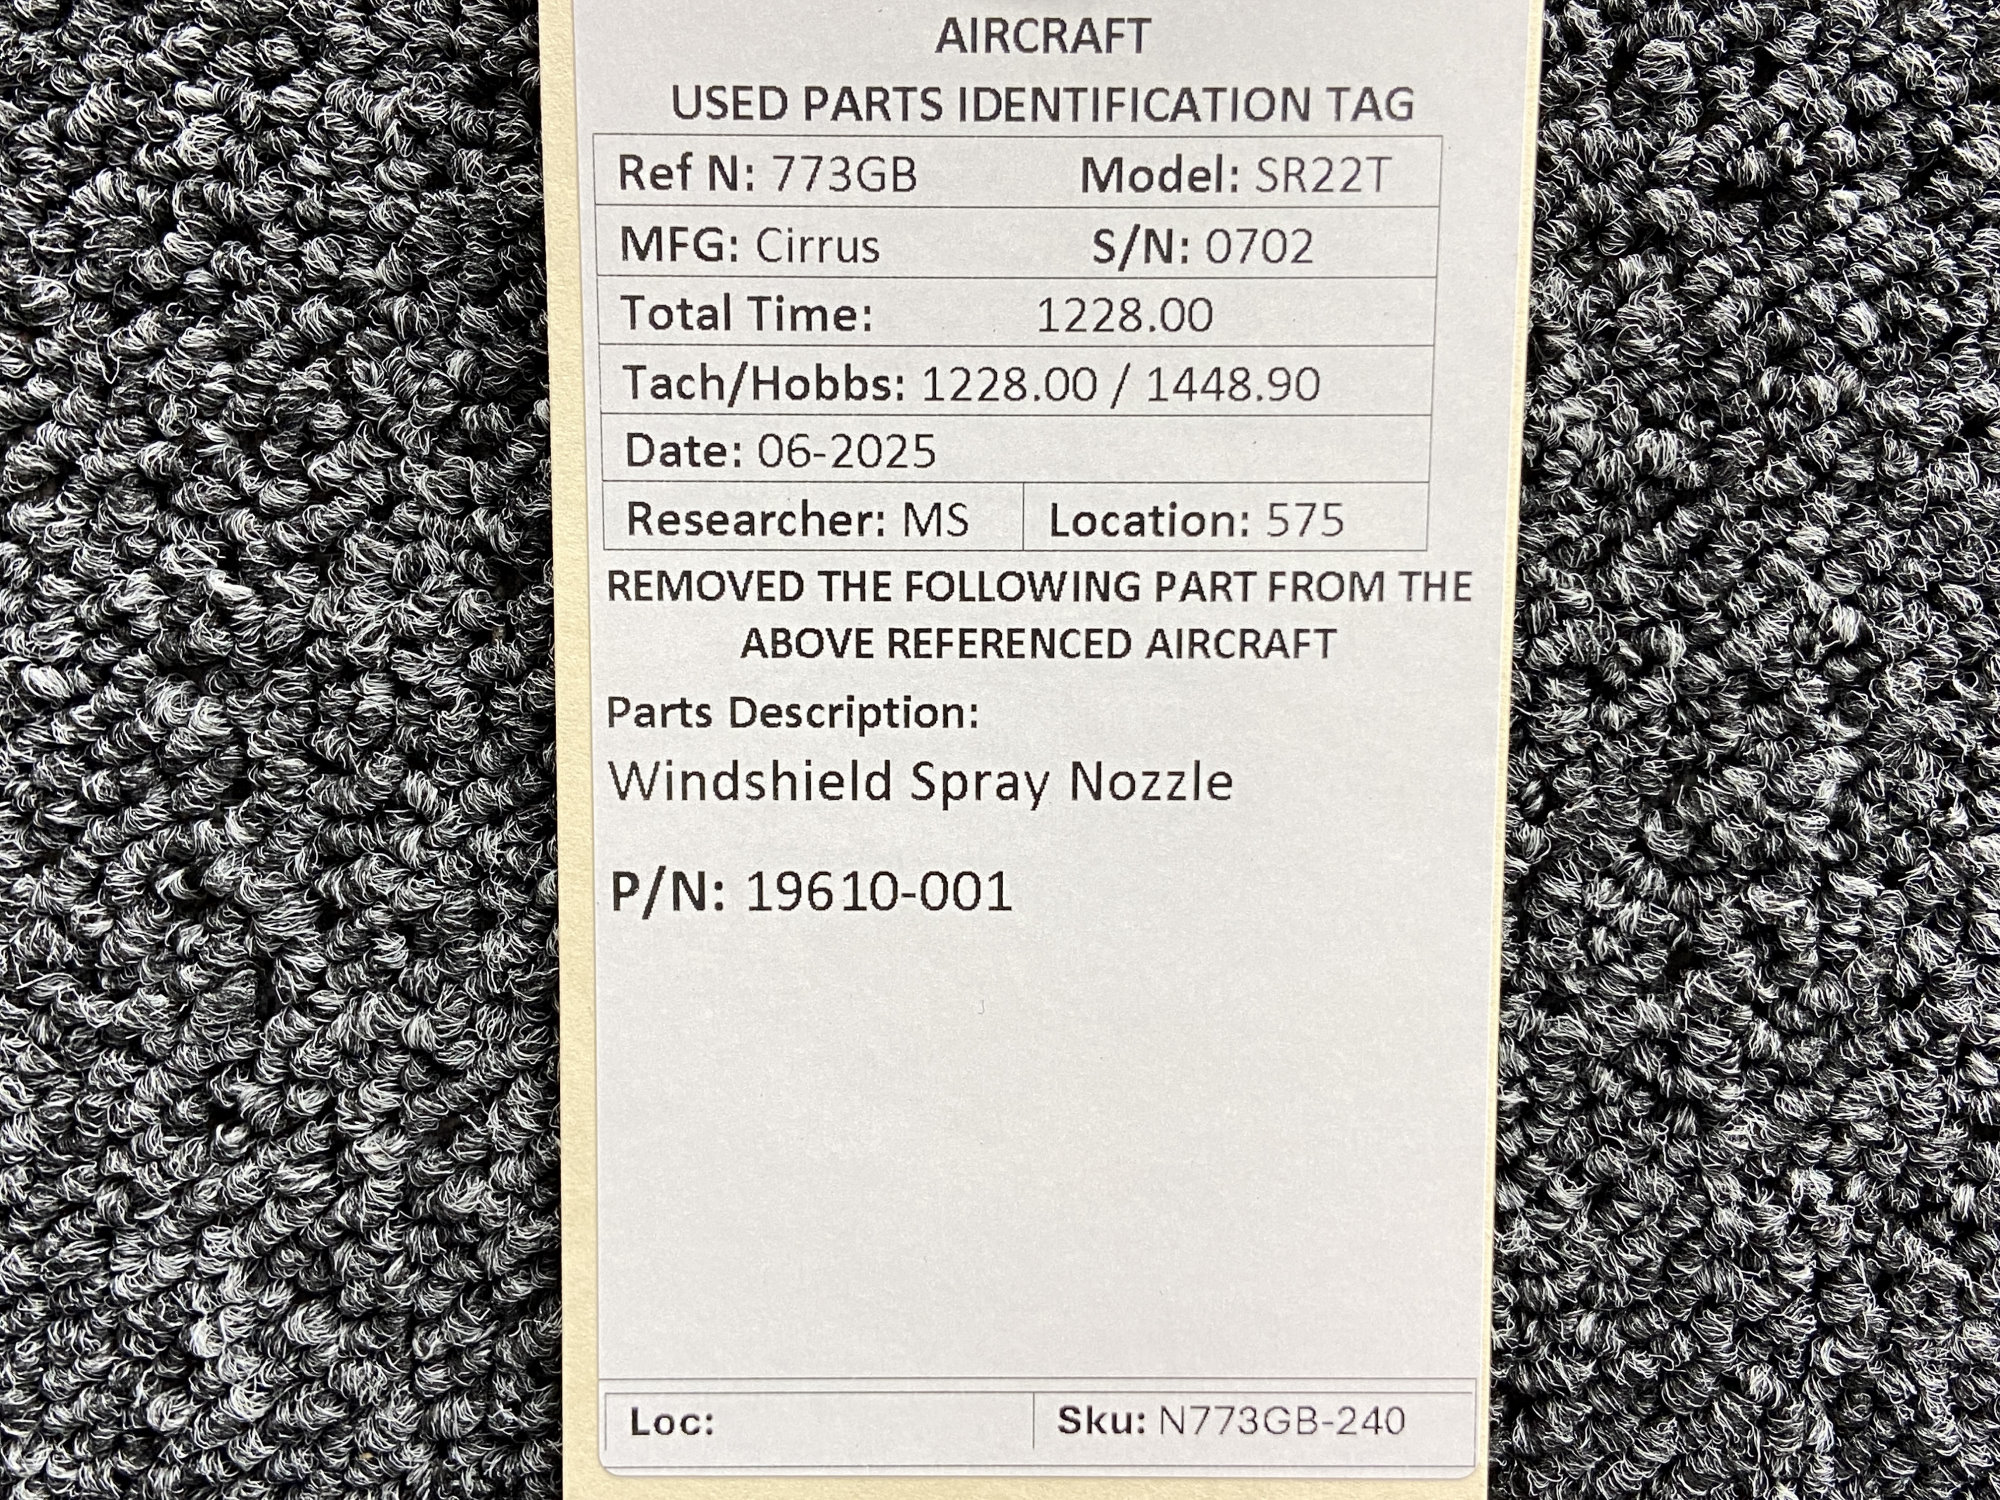 AIRCRAFT
USED PARTS IDENTIFICATION TAG
Ref N: 773GB Model: SR22T
MFG: Cirrus S/N: 0702
Total Time: 1228.00
Tach/Hobbs: 1228.00 / 1448.90
Date: 06-2025
Researcher: MS Location: 575
REMOVED THE FOLLOWING PART FROM THE
ABOVE REFERENCED AIRCRAFT
Parts Description:
Windshield Spray Nozzle
P/N: 19610-001
Loc: Sku: N773GB-240